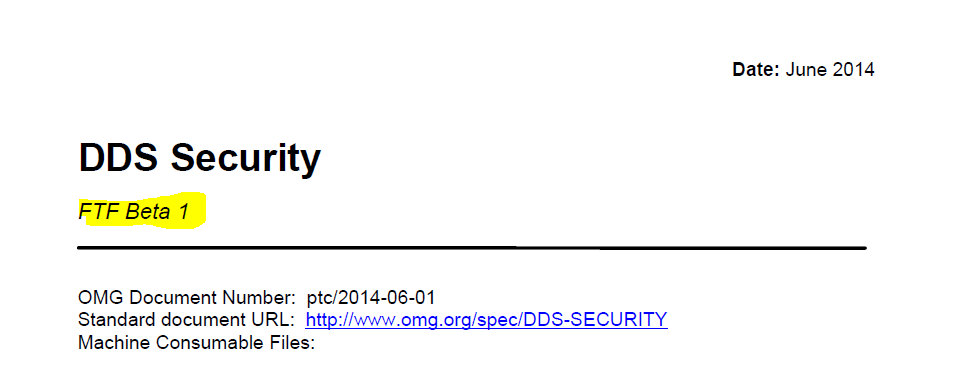 Date: June 2014
DDS Security
FTF Beta 1
OMG Document Number: ptc/2014-06-01
Standard document URL: http://www.omg.org/spec/DDS-SECURITY
Machine Consumable Files: